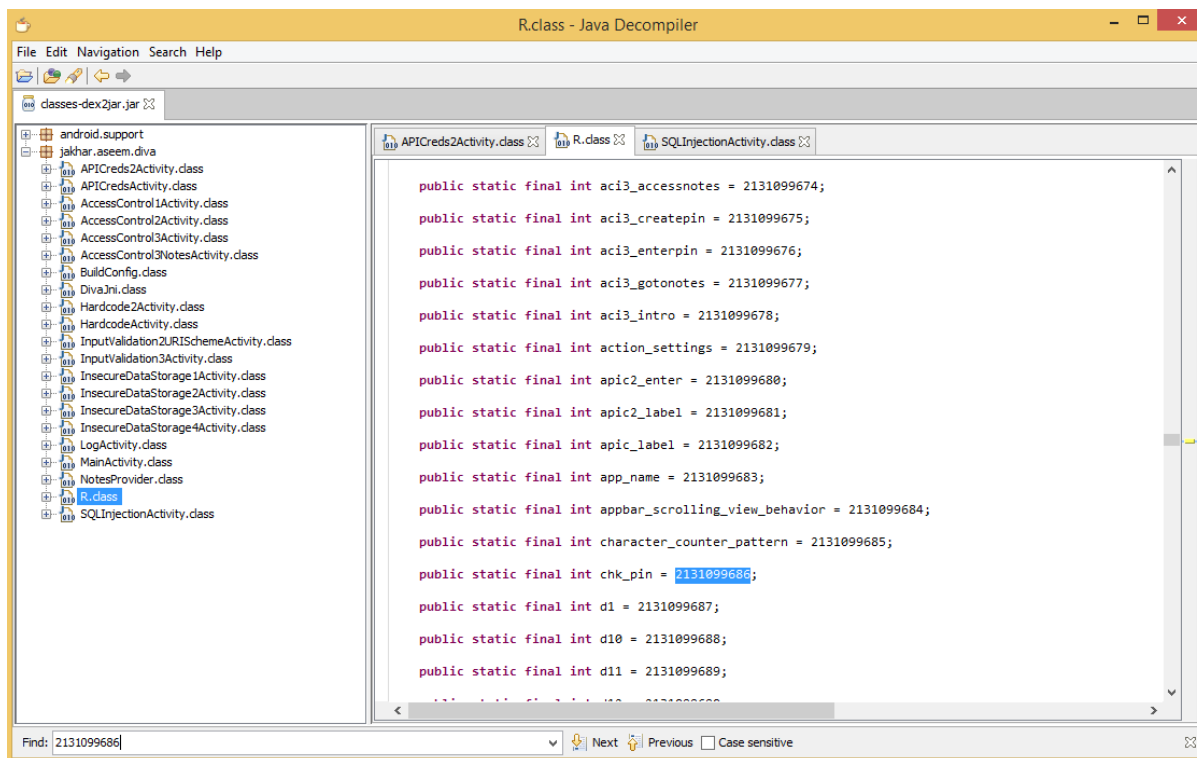 R.class - Java Decompiler
File Edit Navigation Search Help
classes-dex2jar.jar
android.support
jakhar.aseem.diva
APICreds2Activity.class
APICredsActivity.class
AccessControl1Activity.class
AccessControl2Activity.class
AccessControl3Activity.class
AccessControl3NotesActivity.class
BuildConfig.class
DivaJni.class
Hardcode2Activity.class
HardcodeActivity.class
InputValidation2URISchemeActivity.class
InputValidation3Activity.class
InsecureDataStorage1Activity.class
InsecureDataStorage2Activity.class
InsecureDataStorage3Activity.class
InsecureDataStorage4Activity.class
LogActivity.class
MainActivity.class
NotesProvider.class
R.class
SQLInjectionActivity.class
APICreds2Activity.class R.class SQLInjectionActivity.class
public static final int aci3_accessnotes = 2131099674;
public static final int aci3_createpin = 2131099675;
public static final int aci3_enterpin = 2131099676;
public static final int aci3_gotonotes = 2131099677;
public static final int aci3_intro = 2131099678;
public static final int action_settings = 2131099679;
public static final int apic2_enter = 2131099680;
public static final int apic2_label = 2131099681;
public static final int apic_label = 2131099682;
public static final int app_name = 2131099683;
public static final int appbar_scrolling_view_behavior = 2131099684;
public static final int character_counter_pattern = 2131099685;
public static final int chk_pin = 2131099686;
public static final int d1 = 2131099687;
public static final int d10 = 2131099688;
public static final int d11 = 2131099689;
Find: 2131099686 Next Previous Case sensitive